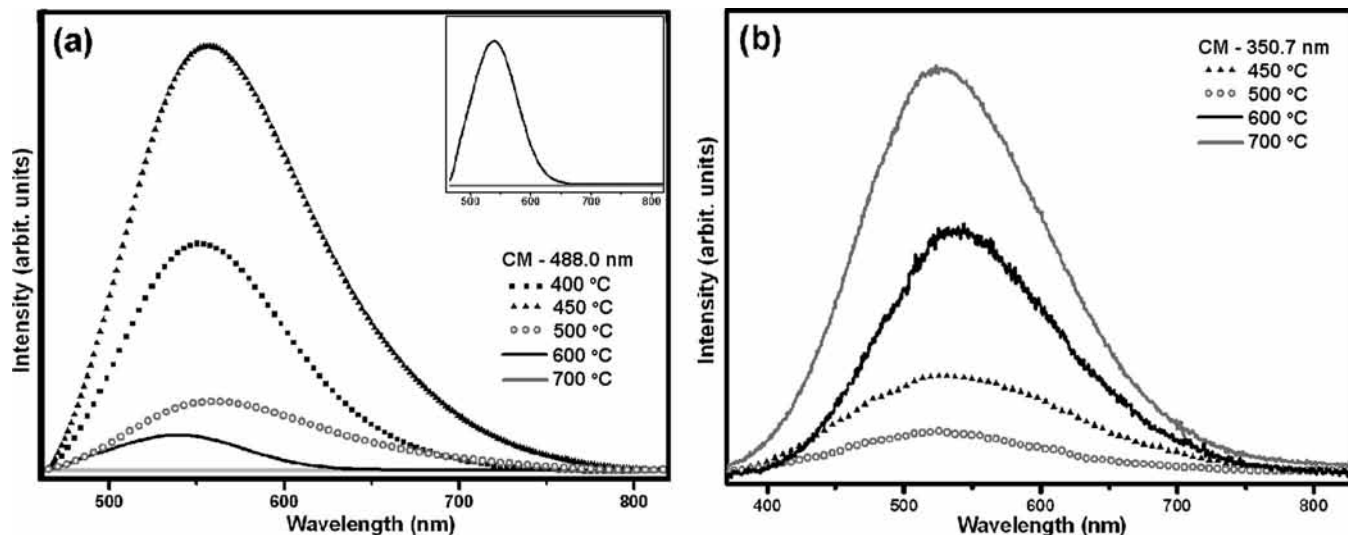 (a)
Intensity (arbit. units)
500 600 700 800
CM - 488.0 nm
400 °C
450 °C
500 °C
600 °C
700 °C
500 600 700 800
Wavelength (nm)
(b)
Intensity (arbit. units)
CM - 350.7 nm
450 °C
500 °C
600 °C
700 °C
400 500 600 700 800
Wavelength (nm)